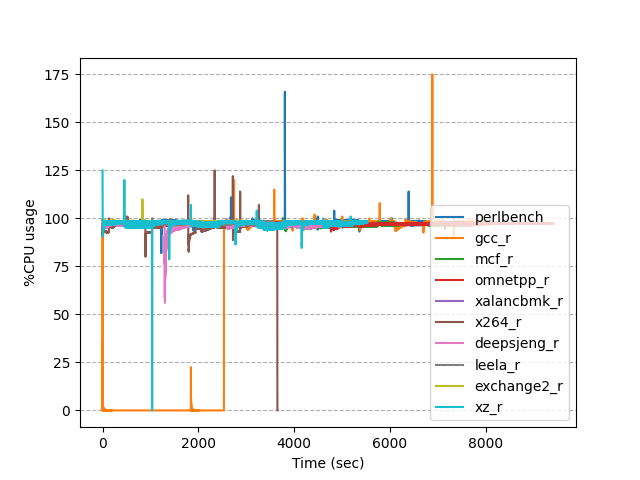 175
150
125
100
75
50
25
0
%CPU usage
perlbench
gcc_r
mcf_r
omnetpp_r
xalancbmk_r
x264_r
deepsjeng_r
leela_r
exchange2_r
xz_r
0 2000 4000 6000 8000
Time (sec)